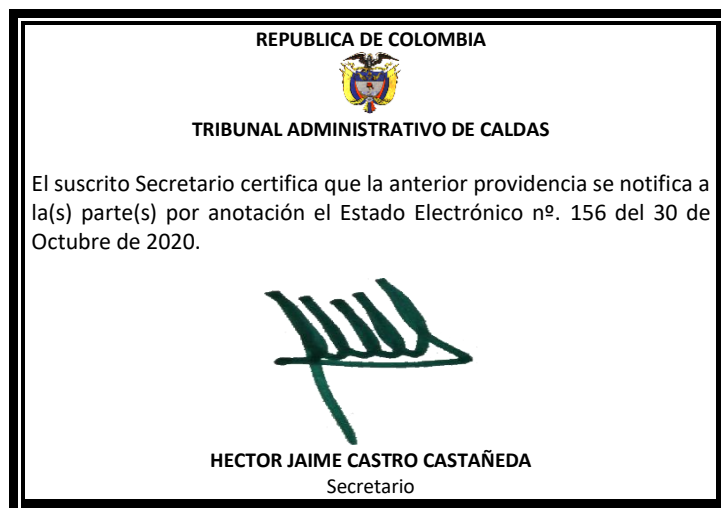 REPUBLICA DE COLOMBIA
TRIBUNAL ADMINISTRATIVO DE CALDAS
El suscrito Secretario certifica que la anterior providencia se notifica a
la(s) parte(s) por anotación el Estado Electrónico nº. 156 del 30 de
Octubre de 2020.
HECTOR JAIME CASTRO CASTAÑEDA
Secretario